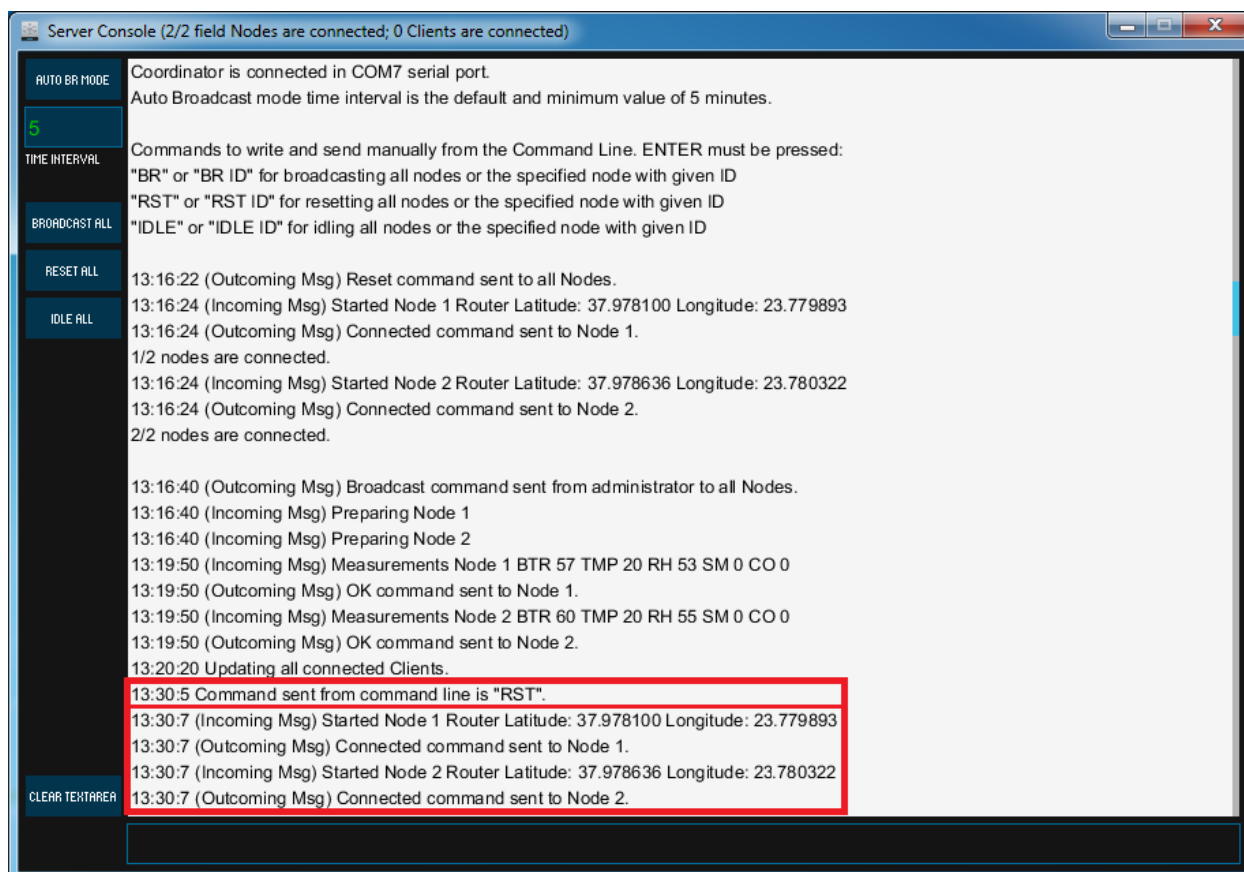 Server Console (2/2 field Nodes are connected; 0 Clients are connected)
AUTO BR MODE
5
TIME INTERVAL
BROADCAST ALL
RESET ALL
IDLE ALL
CLEAR TEXTAREA
Coordinator is connected in COM7 serial port.
Auto Broadcast mode time interval is the default and minimum value of 5 minutes.
Commands to write and send manually from the Command Line. ENTER must be pressed:
"BR" or "BR ID" for broadcasting all nodes or the specified node with given ID
"RST" or "RST ID" for resetting all nodes or the specified node with given ID
"IDLE" or "IDLE ID" for idling all nodes or the specified node with given ID
13:16:22 (Outcoming Msg) Reset command sent to all Nodes.
13:16:24 (Incoming Msg) Started Node 1 Router Latitude: 37.978100 Longitude: 23.779893
13:16:24 (Outcoming Msg) Connected command sent to Node 1.
1/2 nodes are connected.
13:16:24 (Incoming Msg) Started Node 2 Router Latitude: 37.978636 Longitude: 23.780322
13:16:24 (Outcoming Msg) Connected command sent to Node 2.
2/2 nodes are connected.
13:16:40 (Outcoming Msg) Broadcast command sent from administrator to all Nodes.
13:16:40 (Incoming Msg) Preparing Node 1
13:16:40 (Incoming Msg) Preparing Node 2
13:19:50 (Incoming Msg) Measurements Node 1 BTR 57 TMP 20 RH 53 SM 0 CO 0
13:19:50 (Outcoming Msg) OK command sent to Node 1.
13:19:50 (Incoming Msg) Measurements Node 2 BTR 60 TMP 20 RH 55 SM 0 CO 0
13:19:50 (Outcoming Msg) OK command sent to Node 2.
13:20:20 Updating all connected Clients.
13:30:5 Command sent from command line is "RST".
13:30:7 (Incoming Msg) Started Node 1 Router Latitude: 37.978100 Longitude: 23.779893
13:30:7 (Outcoming Msg) Connected command sent to Node 1.
13:30:7 (Incoming Msg) Started Node 2 Router Latitude: 37.978636 Longitude: 23.780322
13:30:7 (Outcoming Msg) Connected command sent to Node 2.